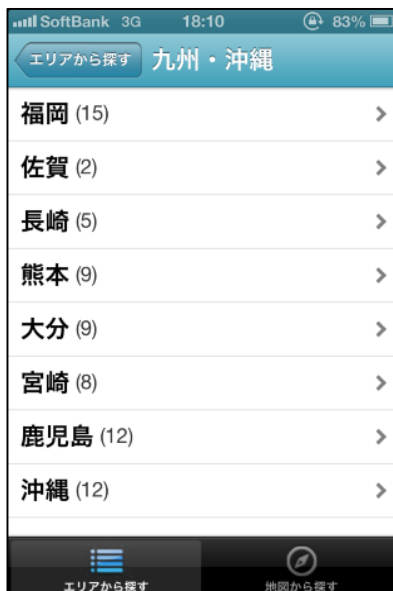 SoftBank 3G 18:10 83%
エリアから探す 九州・沖縄
福岡 (15)
佐賀 (2)
長崎 (5)
熊本 (9)
大分 (9)
宮崎 (8)
鹿児島 (12)
沖縄 (12)
エリアから探す 地図から探す